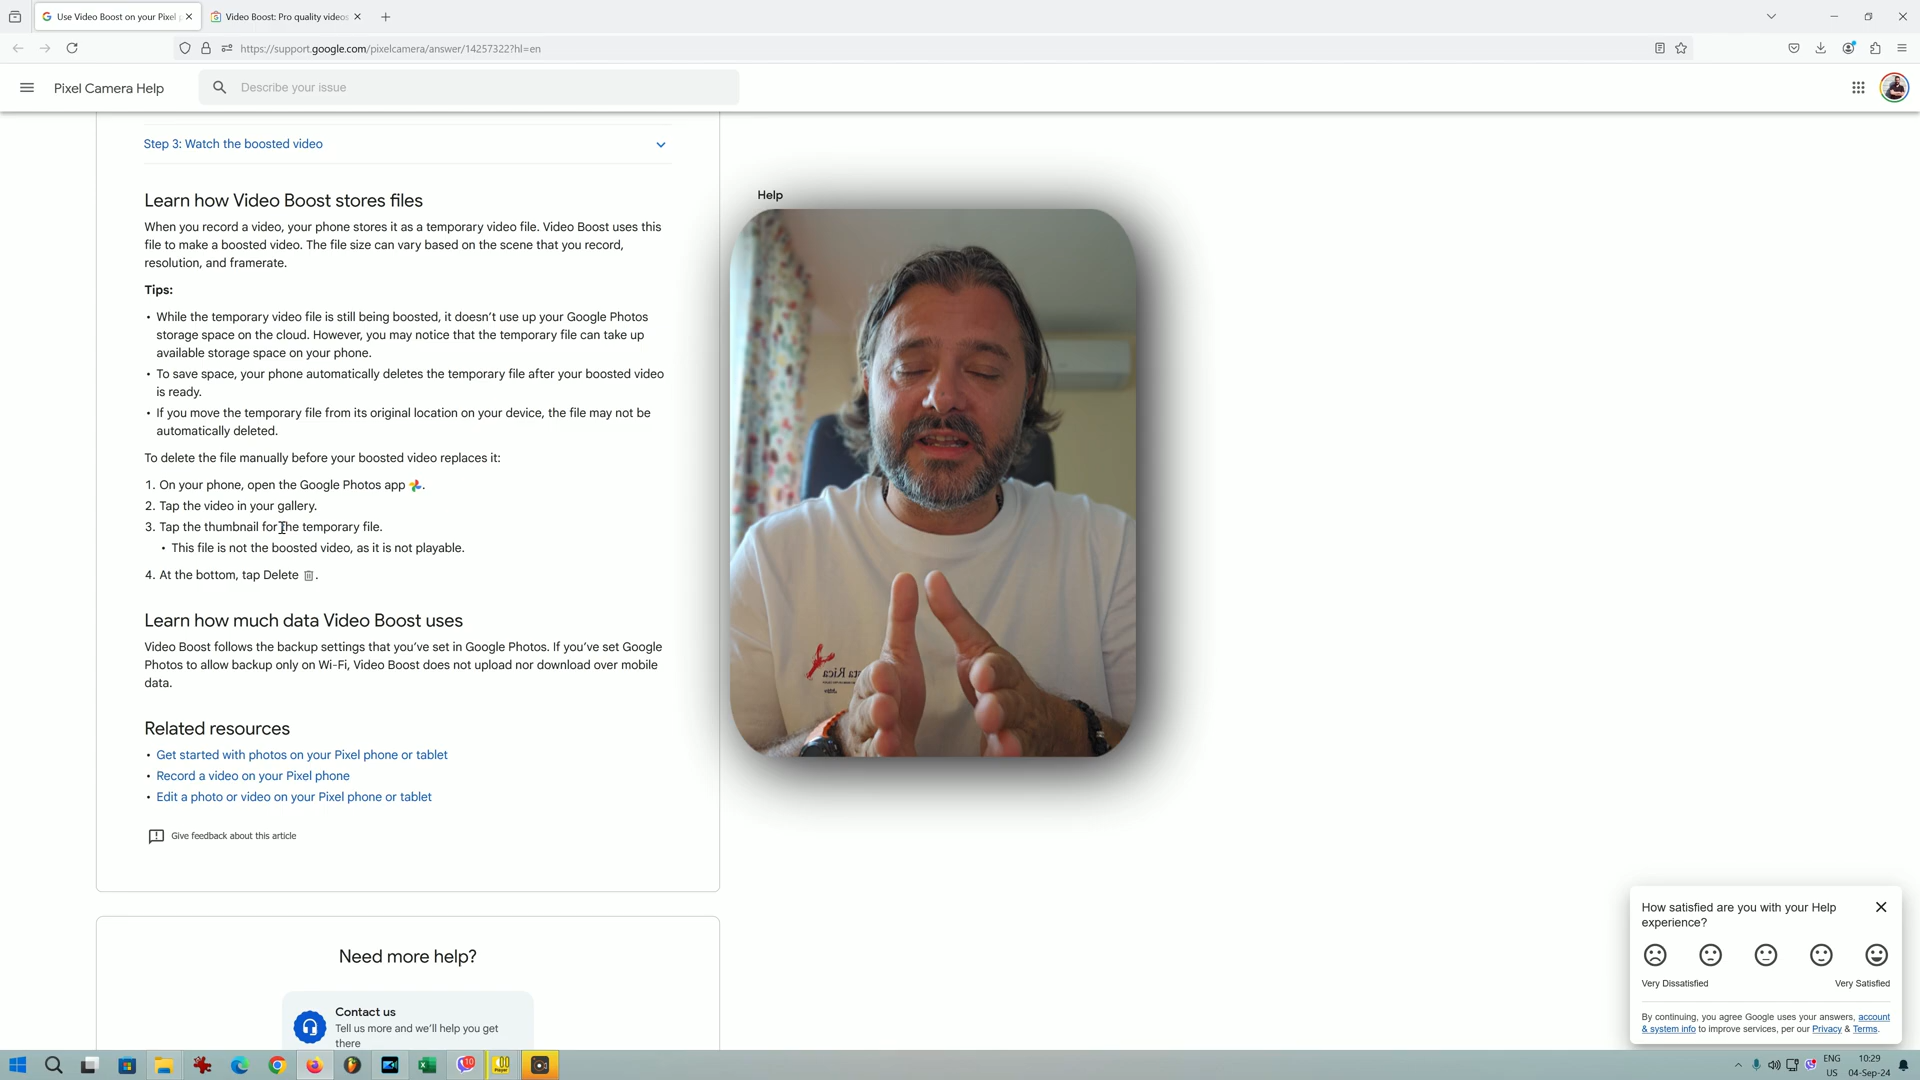 Use Video Boost on your Pixel p
Video Boost: Pro quality videos
https://support.google.com/pixelcamera/answer/14257322?hl=en
Pixel Camera Help
Describe your issue
Step 3: Watch the boosted video
Learn how Video Boost stores files
When you record a video, your phone stores it as a temporary video file. Video Boost uses this
file to make a boosted video. The file size can vary based on the scene that you record,
resolution, and framerate.
Tips:
• While the temporary video file is still being boosted, it doesn’t use up your Google Photos
storage space on the cloud. However, you may notice that the temporary file can take up
available storage space on your phone.
• To save space, your phone automatically deletes the temporary file after your boosted video
is ready.
• If you move the temporary file from its original location on your device, the file may not be
automatically deleted.
To delete the file manually before your boosted video replaces it:
1. On your phone, open the Google Photos app .
2. Tap the video in your gallery.
3. Tap the thumbnail for the temporary file.
• This file is not the boosted video, as it is not playable.
4. At the bottom, tap Delete .
Learn how much data Video Boost uses
Video Boost follows the backup settings that you’ve set in Google Photos. If you’ve set Google
Photos to allow backup only on Wi-Fi, Video Boost does not upload nor download over mobile
data.
Related resources
• Get started with photos on your Pixel phone or tablet
• Record a video on your Pixel phone
• Edit a photo or video on your Pixel phone or tablet
Give feedback about this article
Need more help?
Contact us
Tell us more and we’ll help you get
there
Help
How satisfied are you with your Help
experience?
Very Dissatisfied
Very Satisfied
By continuing, you agree Google uses your answers, account
& system info to improve services, per our Privacy & Terms.
10
Player
ENG
US
10:29
04-Sep-24